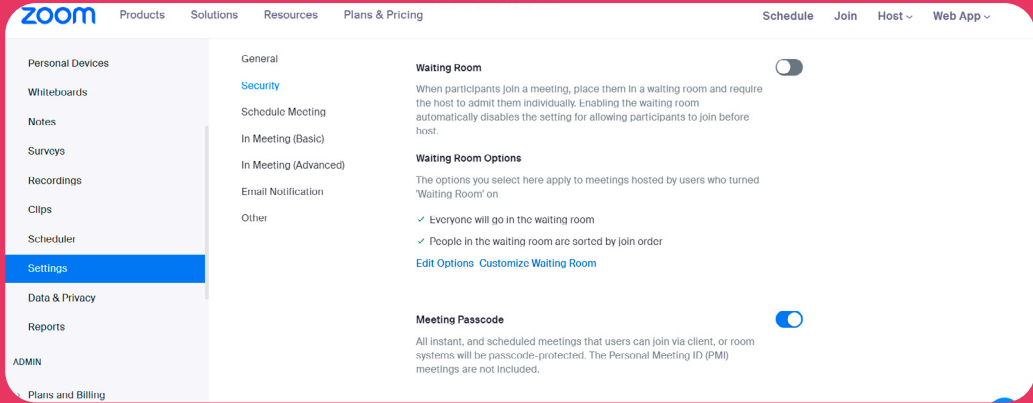 zoom
Products Solutions Resources Plans & Pricing
Schedule Join Host Web App
Personal Devices
Whiteboards
Notes
Surveys
Recordings
Clips
Scheduler
Settings
Data & Privacy
Reports
ADMIN
Plans and Billing
General
Security
Schedule Meeting
In Meeting (Basic)
In Meeting (Advanced)
Email Notification
Other
Waiting Room
When participants join a meeting, place them in a waiting room and require
the host to admit them individually. Enabling the waiting room
automatically disables the setting for allowing participants to join before
host.
Waiting Room Options
The options you select here apply to meetings hosted by users who turned
'Waiting Room' on
Everyone will go in the waiting room
People in the waiting room are sorted by join order
Edit Options Customize Waiting Room
Meeting Passcode
All instant, and scheduled meetings that users can join via client, or room
systems will be passcode-protected. The Personal Meeting ID (PMI)
meetings are not included.